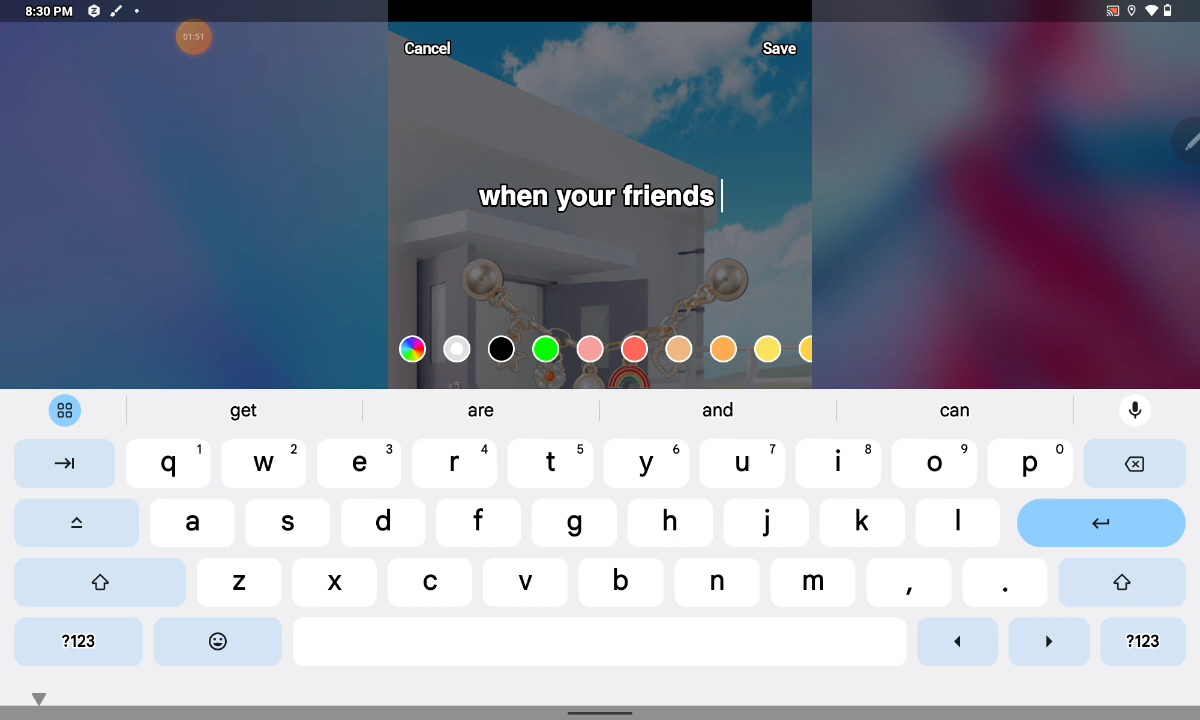 8:30 PM
01:51
Cancel
Save
when your friends
get are and can
q 1 w 2 e 3 r 4 t 5 y 6 u 7 i 8 o 9 p 0
a s d f g h j k l
z x c v b n m , .
?123 ?123